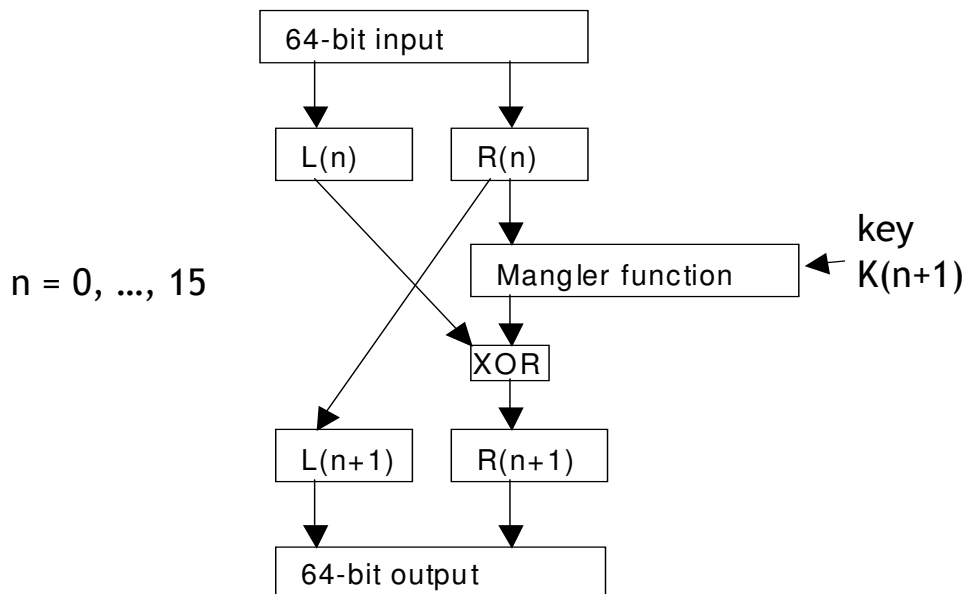 64-bit input
L(n)
R(n)
key
K(n+1)
Mangler function
n = 0, ..., 15
XOR
L(n+1)
R(n+1)
64-bit output